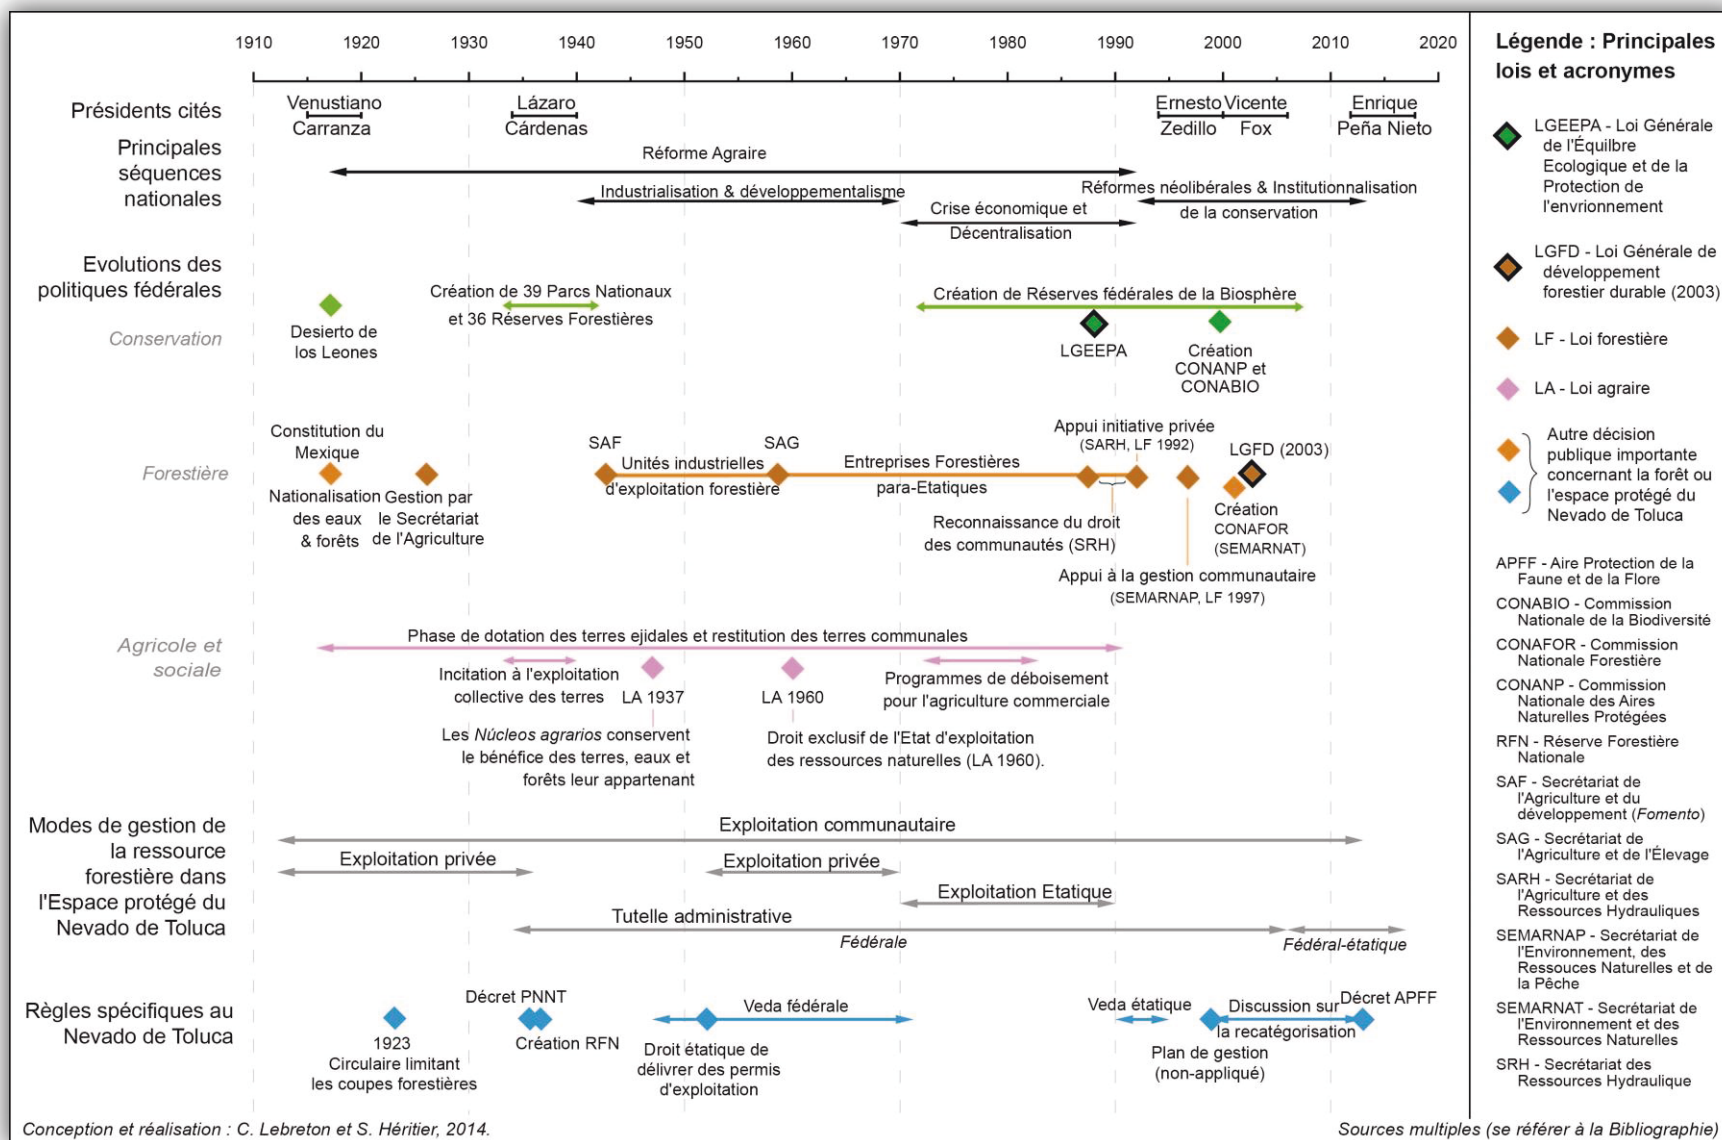 1910 1920 1930 1940 1950 1960 1970 1980 1990 2000 2010 2020
Présidents cités
Venustiano
Carranza
Lázaro
Cárdenas
Ernesto
Zedillo
Vicente
Fox
Enrique
Peña Nieto
Principales
séquences
nationales
Réforme Agraire
Industrialisation & développementalisme
Crise économique et
Décentralisation
Réformes néolibérales & Institutionnalisation
de la conservation
Evolutions des
politiques fédérales
Conservation
Desierto de
los Leones
Création de 39 Parcs Nationaux
et 36 Réserves Forestières
Création de Réserves fédérales de la Biosphère
LGEEPA
Création
CONANP et
CONABIO
Forestière
Constitution du
Mexique
Nationalisation
des eaux
& forêts
Gestion par
le Secrétariat
de l'Agriculture
SAF
Unités industrielles
d'exploitation forestière
SAG
Entreprises Forestières
para-Etatiques
Appui initiative privée
(SARH, LF 1992)
Reconnaissance du droit
des communautés (SRH)
LGFD (2003)
Création
CONAFOR
(SEMARNAT)
Appui à la gestion communautaire
(SEMARNAP, LF 1997)
Agricole et
sociale
Phase de dotation des terres ejidales et restitution des terres communales
Incitation à l'exploitation
collective des terres
LA 1937
Les Núcleos agrarios conservent
le bénéfice des terres, eaux et
forêts leur appartenant
LA 1960
Droit exclusif de l'Etat d'exploitation
des ressources naturelles (LA 1960).
Programmes de déboisement
pour l'agriculture commerciale
Modes de gestion de
la ressource
forestière dans
l'Espace protégé du
Nevado de Toluca
Exploitation communautaire
Exploitation privée
Exploitation privée
Exploitation Etatique
Tutelle administrative
Fédérale
Fédéral-étatique
Règles spécifiques au
Nevado de Toluca
1923
Circulaire limitant
les coupes forestières
Décret PNNT
Création RFN
Veda fédérale
Droit étatique de
délivrer des permis
d'exploitation
Veda étatique
Plan de gestion
(non-appliqué)
Discussion sur
la recatégorisation
Décret APFF
Conception et réalisation : C. Lebreton et S. Héritier, 2014.
Légende : Principales
lois et acronymes
LGEEPA - Loi Générale
de l'Équilbre
Ecologique et de la
Protection de
l'envrionnement
LGFD - Loi Générale de
développement
forestier durable (2003)
LF - Loi forestière
LA - Loi agraire
Autre décision
publique importante
concernant la forêt ou
l'espace protégé du
Nevado de Toluca
APFF - Aire Protection de la
Faune et de la Flore
CONABIO - Commission
Nationale de la Biodiversité
CONAFOR - Commission
Nationale Forestière
CONANP - Commission
Nationale des Aires
Naturelles Protégées
RFN - Réserve Forestière
Nationale
SAF - Secrétariat de
l'Agriculture et du
développement (Fomento)
SAG - Secrétariat de
l'Agriculture et de l'Élevage
SARH - Secrétariat de
l'Agriculture et des
Ressources Hydrauliques
SEMARNAP - Secrétariat de
l'Environnement, des
Ressouces Naturelles et de
la Pêche
SEMARNAT - Secrétariat de
l'Environnement et des
Ressources Naturelles
SRH - Secrétariat des
Ressources Hydraulique
Sources multiples (se référer à la Bibliographie)